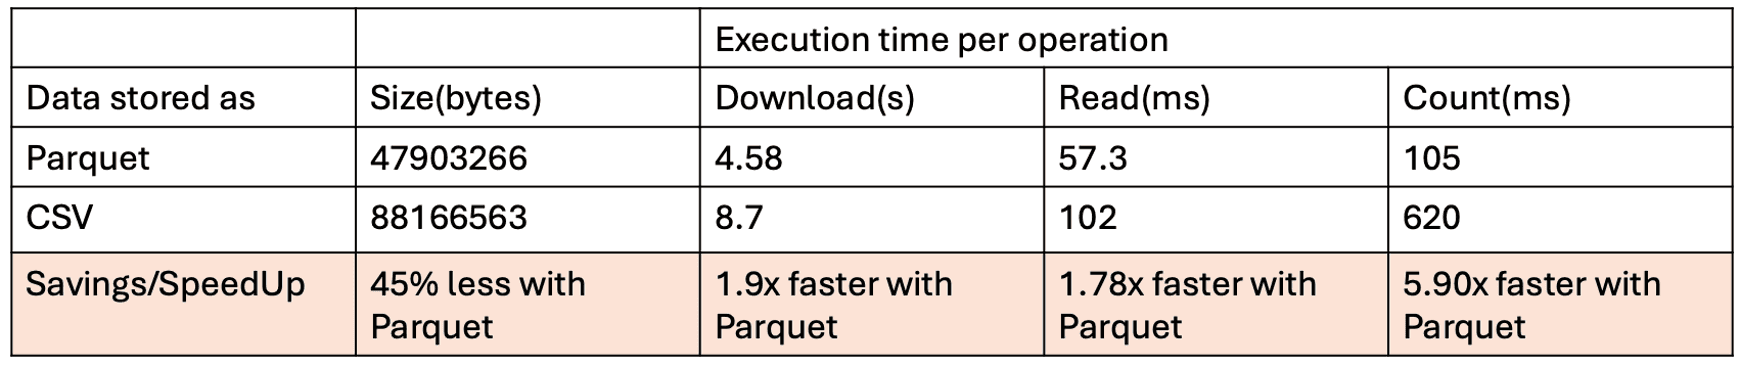 Execution time per operation
Data stored as Size(bytes) Download(s) Read(ms) Count(ms)
Parquet 47903266 4.58 57.3 105
CSV 88166563 8.7 102 620
Savings/SpeedUp 45% less with 1.9x faster with 1.78x faster with 5.90x faster with
Parquet Parquet Parquet Parquet